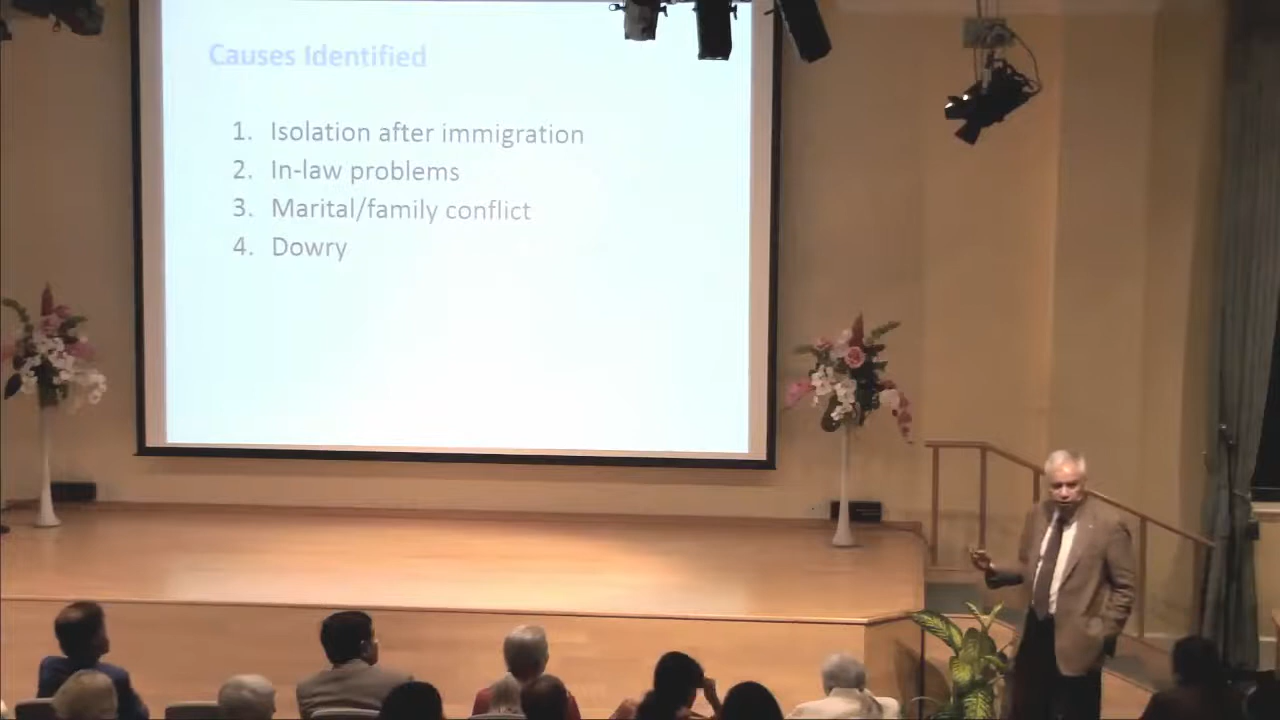 Causes Identified
1. Isolation after immigration
2. In-law problems
3. Marital/family conflict
4. Dowry